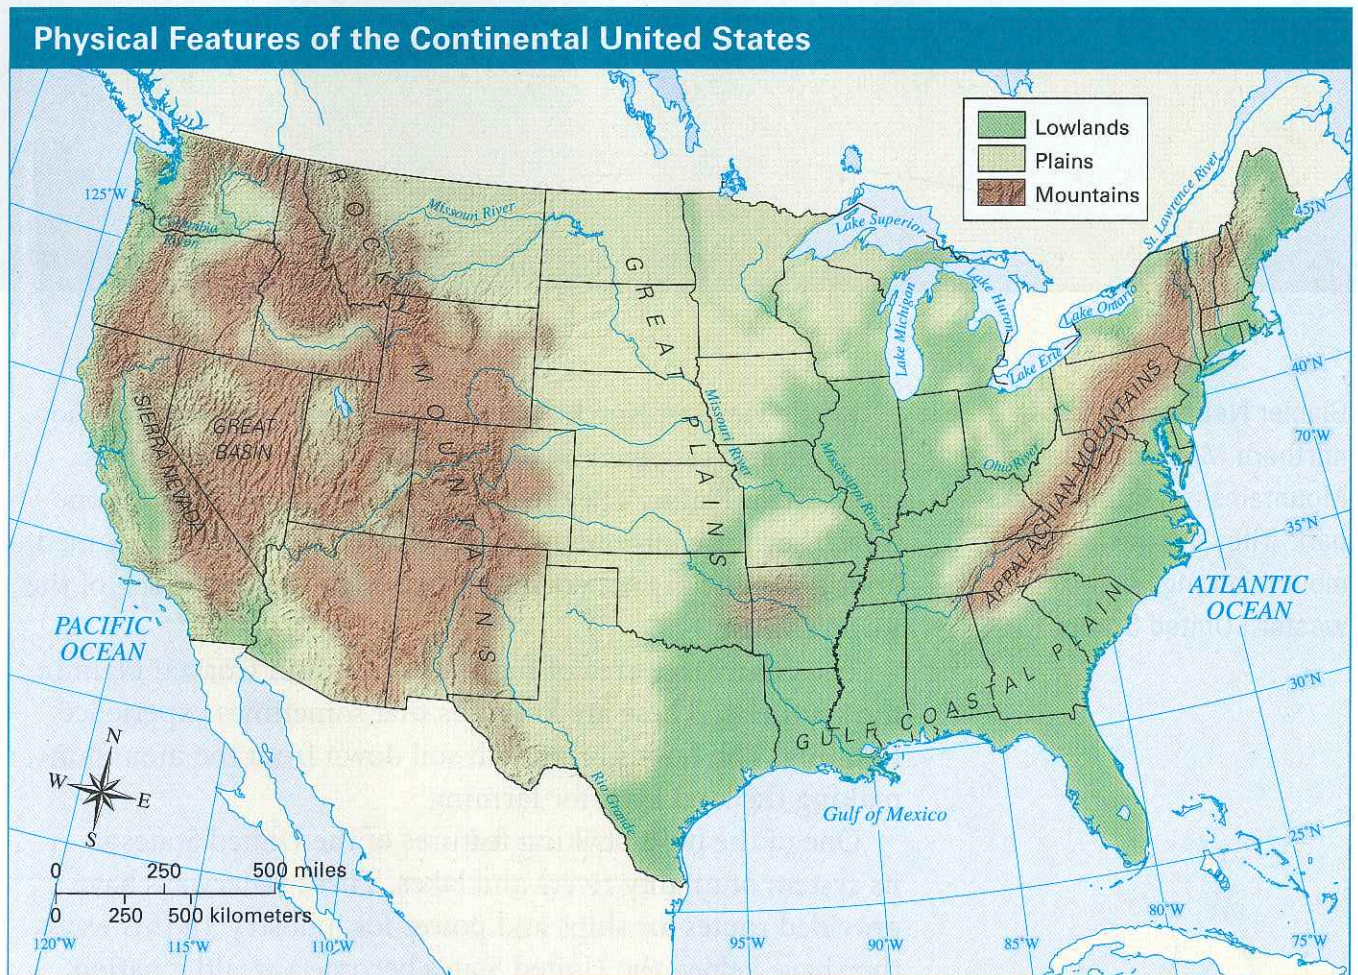 Physical Features of the Continental United States
Lowlands
Plains
Mountains
125°W
Columbia
River
ROCKY MOUNTAINS
Missouri River
Lake Superior
St. Lawrence River
45°N
GREAT PLAINS
Lake Michigan
Lake Huron
Lake Ontario
Lake Erie
40°N
SIERRA NEVADA
GREAT
BASIN
Missouri River
Mississippi River
Ohio River
APPALACHIAN MOUNTAINS
70°W
35°N
PACIFIC
OCEAN
ATLANTIC
OCEAN
30°N
GULF COASTAL PLAIN
N
W
E
S
Rio Grande
Gulf of Mexico
25°N
0 250 500 miles
0 250 500 kilometers
120°W
115°W
110°W
95°W
90°W
85°W
80°W
75°W